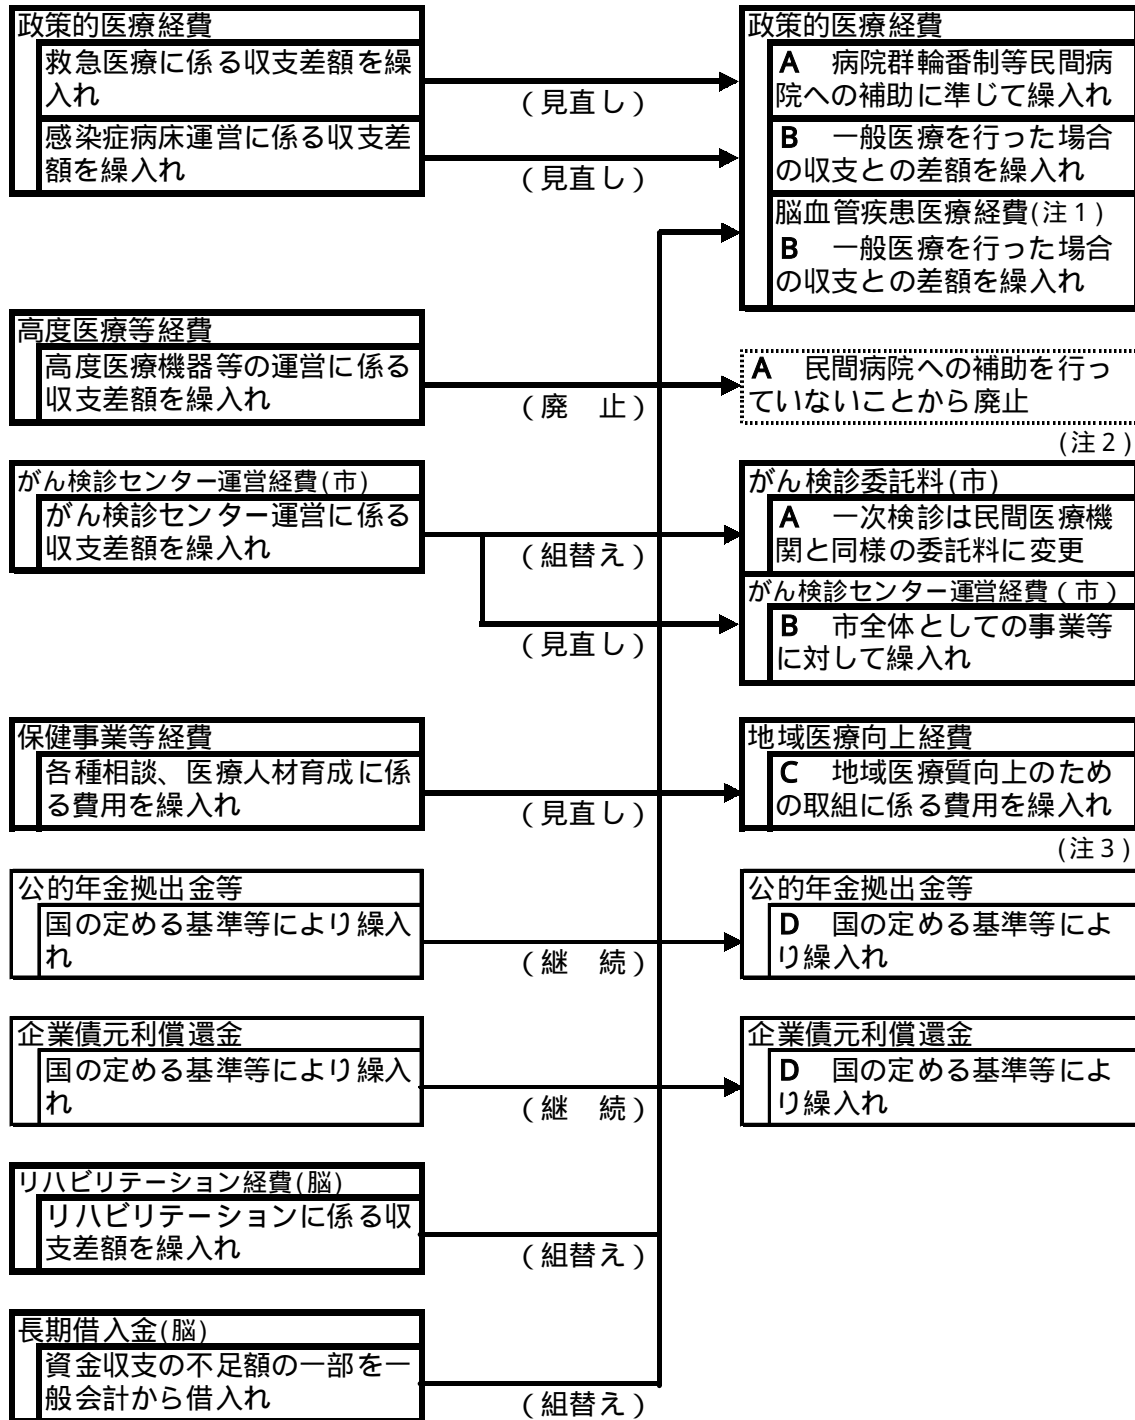 政策的医療経費
救急医療に係る収支差額を繰
入れ
感染症病床運営に係る収支差
額を繰入れ
(見直し)
(見直し)
政策的医療経費
A 病院群輪番制等民間病
院への補助に準じて繰入れ
B 一般医療を行った場合
の収支との差額を繰入れ
脳血管疾患医療経費(注1)
B 一般医療を行った場合
の収支との差額を繰入れ
高度医療等経費
高度医療機器等の運営に係る
収支差額を繰入れ
(廃 止)
A 民間病院への補助を行っ
ていないことから廃止
(注2)
がん検診センター運営経費(市)
がん検診センター運営に係る
収支差額を繰入れ
(組替え)
(見直し)
がん検診委託料(市)
A 一次検診は民間医療機
関と同様の委託料に変更
がん検診センター運営経費(市)
B 市全体としての事業等
に対して繰入れ
保健事業等経費
各種相談、医療人材育成に係
る費用を繰入れ
(見直し)
地域医療向上経費
C 地域医療質向上のため
の取組に係る費用を繰入れ
(注3)
公的年金拠出金等
国の定める基準等により繰入
れ
(継 続)
公的年金拠出金等
D 国の定める基準等によ
り繰入れ
企業債元利償還金
国の定める基準等により繰入
れ
(継 続)
企業債元利償還金
D 国の定める基準等によ
り繰入れ
リハビリテーション経費(脳)
リハビリテーションに係る収
支差額を繰入れ
(組替え)
長期借入金(脳)
資金収支の不足額の一部を一
般会計から借入れ
(組替え)